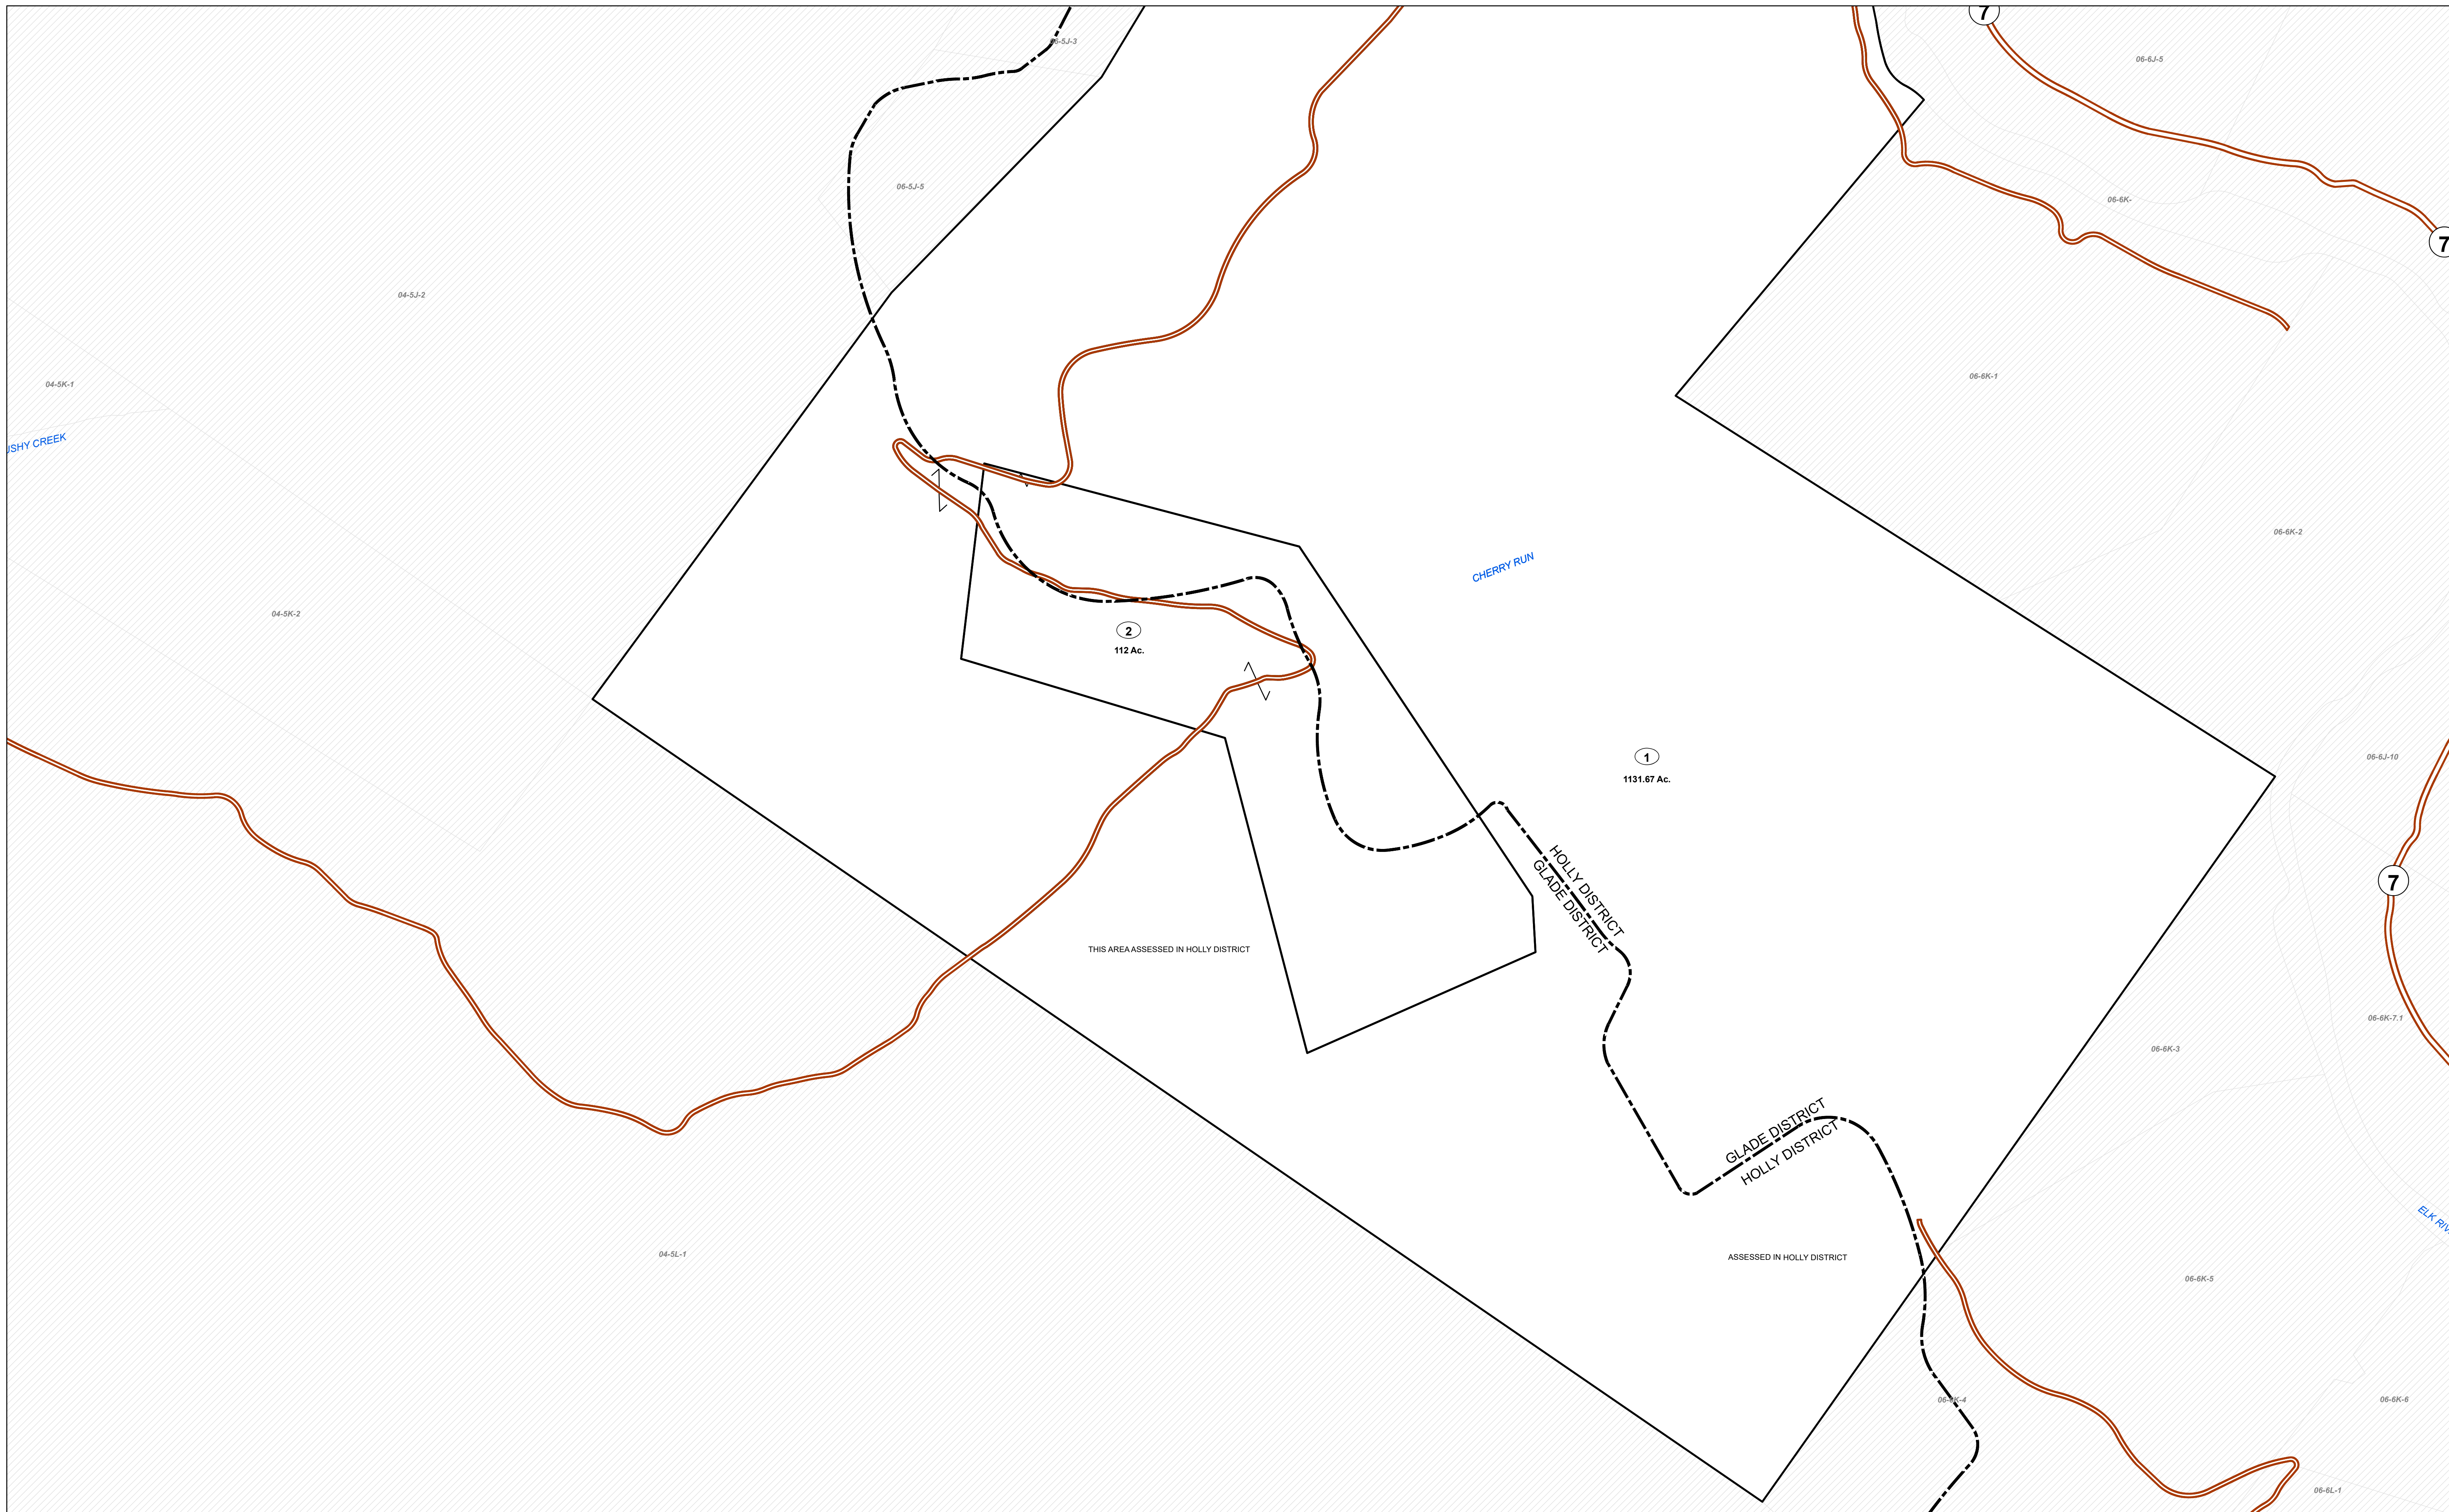 7
06-5J-3
06-6J-5
06-5J-5
06-6K-
7
04-5J-2
06-6K-1
04-5K-1
USHY CREEK
06-6K-2
CHERRY RUN
04-5K-2
2
112 Ac.
1
1131.67 Ac.
06-6J-10
7
HOLLY DISTRICT
GLADE DISTRICT
THIS AREA ASSESSED IN HOLLY DISTRICT
06-6K-7.1
06-6K-3
GLADE DISTRICT
HOLLY DISTRICT
ELK RIV
04-5L-1
ASSESSED IN HOLLY DISTRICT
06-6K-5
06-6K-4
06-6K-6
06-6L-1